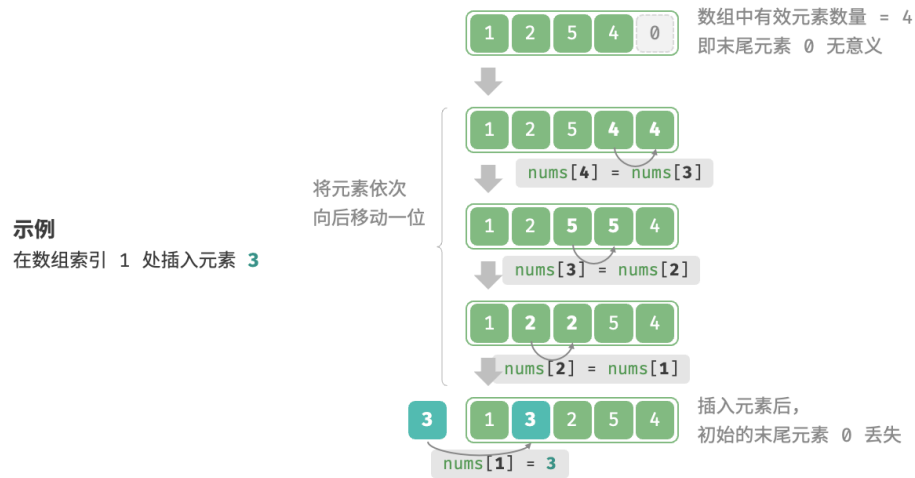 1 2 5 4 0
数组中有效元素数量 = 4
即末尾元素 0 无意义
1 2 5 4 4
nums[4] = nums[3]
将元素依次
向后移动一位
1 2 5 5 4
nums[3] = nums[2]
示例
在数组索引 1 处插入元素 3
1 2 2 5 4
nums[2] = nums[1]
3 1 3 2 5 4
nums[1] = 3
插入元素后，
初始的末尾元素 0 丢失